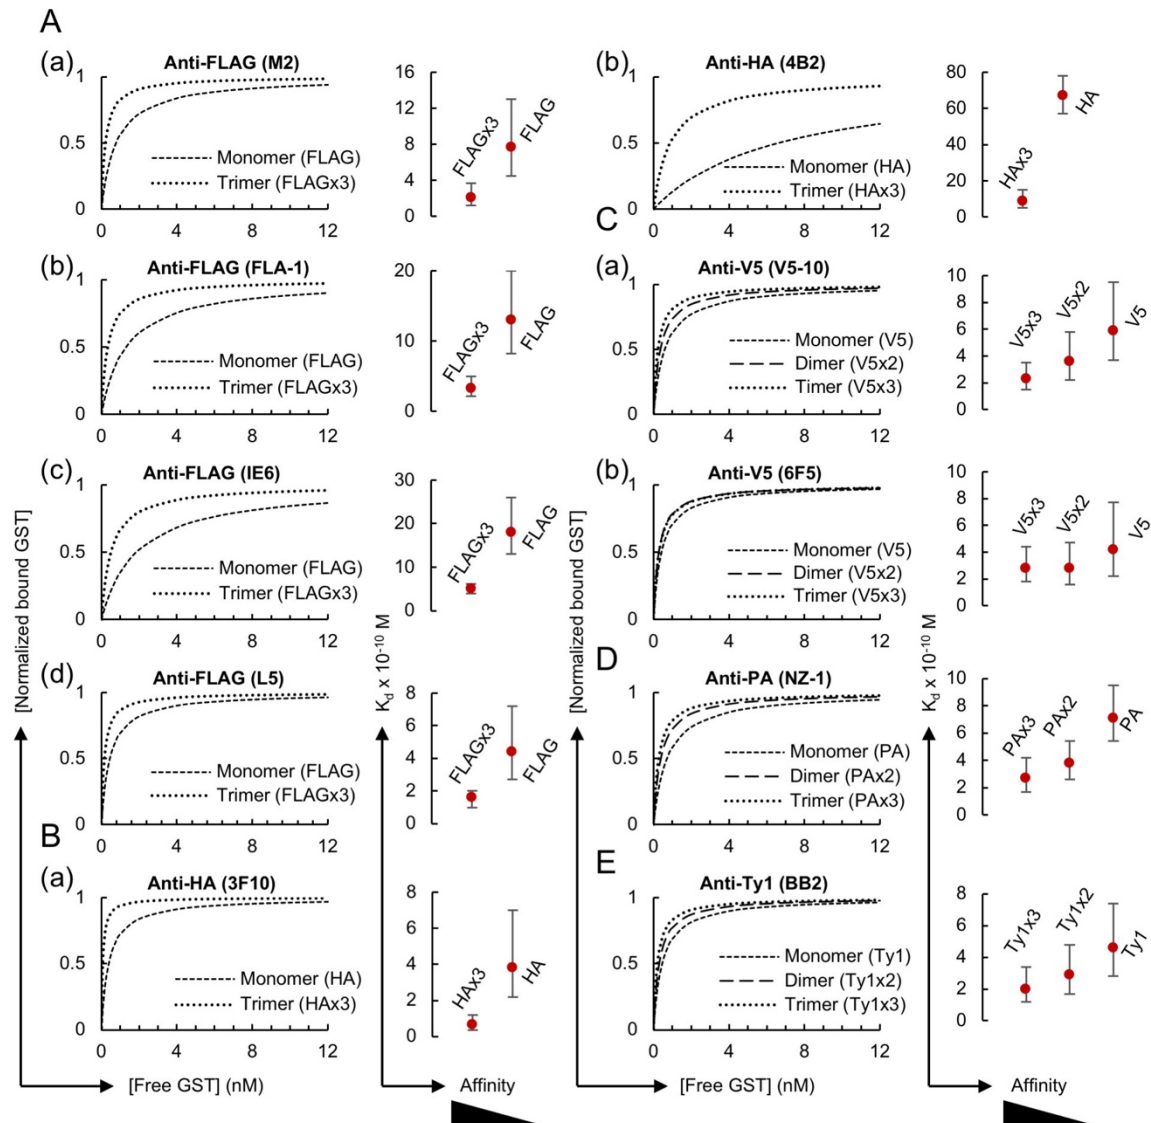 A
(a)
Anti-FLAG (M2)
1
0.5
0
0
4
8
12
Monomer (FLAG)
Trimer (FLAGx3)
16
12
8
4
0
FLAGx3
FLAG
(b)
Anti-HA (4B2)
1
0.5
0
0
4
8
12
Monomer (HA)
Trimer (HAx3)
80
60
40
20
0
HAx3
HA
(b)
Anti-FLAG (FLA-1)
1
0.5
0
0
4
8
12
Monomer (FLAG)
Trimer (FLAGx3)
20
10
0
FLAGx3
FLAG
C
(a)
Anti-V5 (V5-10)
1
0.5
0
0
4
8
12
Monomer (V5)
Dimer (V5x2)
Timer (V5x3)
10
8
6
4
2
0
V5x3
V5x2
V5
(c)
Anti-FLAG (IE6)
1
0.5
0
0
4
8
12
Monomer (FLAG)
Trimer (FLAGx3)
30
20
10
0
FLAGx3
FLAG
(b)
Anti-V5 (6F5)
1
0.5
0
0
4
8
12
Monomer (V5)
Dimer (V5x2)
Trimer (V5x3)
10
8
6
4
2
0
V5x3
V5x2
V5
(d)
Anti-FLAG (L5)
1
0.5
0
0
4
8
12
Monomer (FLAG)
Trimer (FLAGx3)
8
6
4
2
0
FLAGx3
FLAG
D
Anti-PA (NZ-1)
1
0.5
0
0
4
8
12
Monomer (PA)
Dimer (PAx2)
Trimer (PAx3)
10
8
6
4
2
0
PAx3
PAx2
PA
B
(a)
Anti-HA (3F10)
1
0.5
0
0
4
8
12
Monomer (HA)
Trimer (HAx3)
8
6
4
2
0
HAx3
HA
E
Anti-Ty1 (BB2)
1
0.5
0
0
4
8
12
Monomer (Ty1)
Dimer (Ty1x2)
Trimer (Ty1x3)
8
6
4
2
0
Ty1x3
Ty1x2
Ty1
[Normalized bound GST]
K_d x 10⁻¹⁰ M
[Normalized bound GST]
K_d x 10⁻¹⁰ M
[Free GST] (nM)
Affinity
[Free GST] (nM)
Affinity